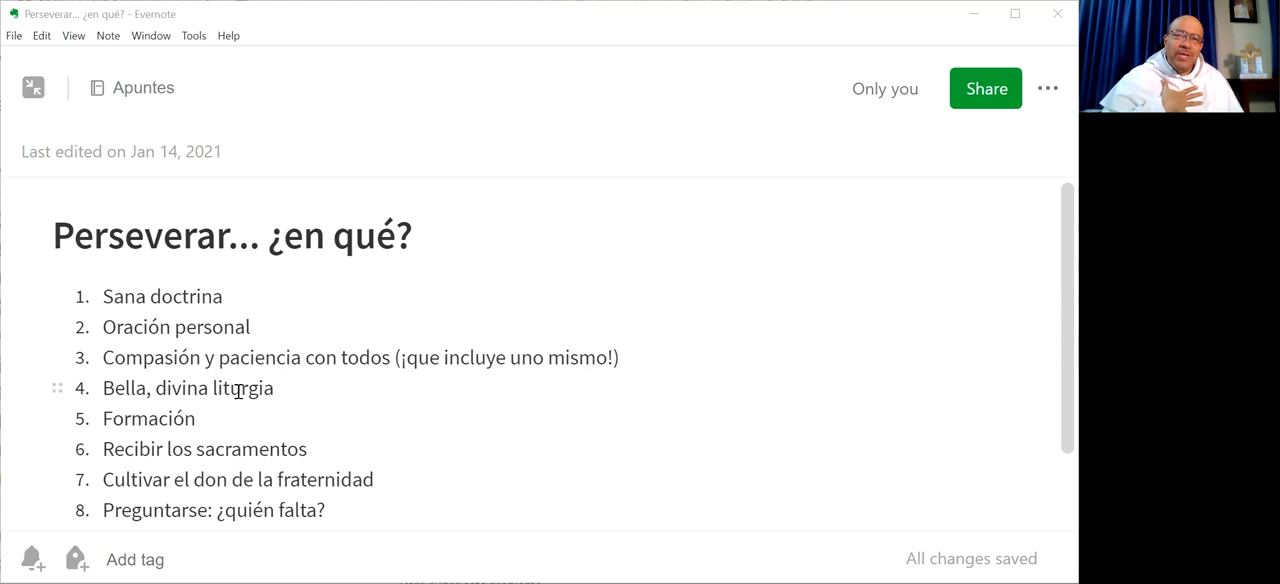 Perseverar... ¿en qué? - Evernote
File Edit View Note Window Tools Help
Apuntes
Only you
Share
Last edited on Jan 14, 2021
Perseverar... ¿en qué?
1. Sana doctrina
2. Oración personal
3. Compasión y paciencia con todos (¡que incluye uno mismo!)
4. Bella, divina liturgia
5. Formación
6. Recibir los sacramentos
7. Cultivar el don de la fraternidad
8. Preguntarse: ¿quién falta?
Add tag
All changes saved